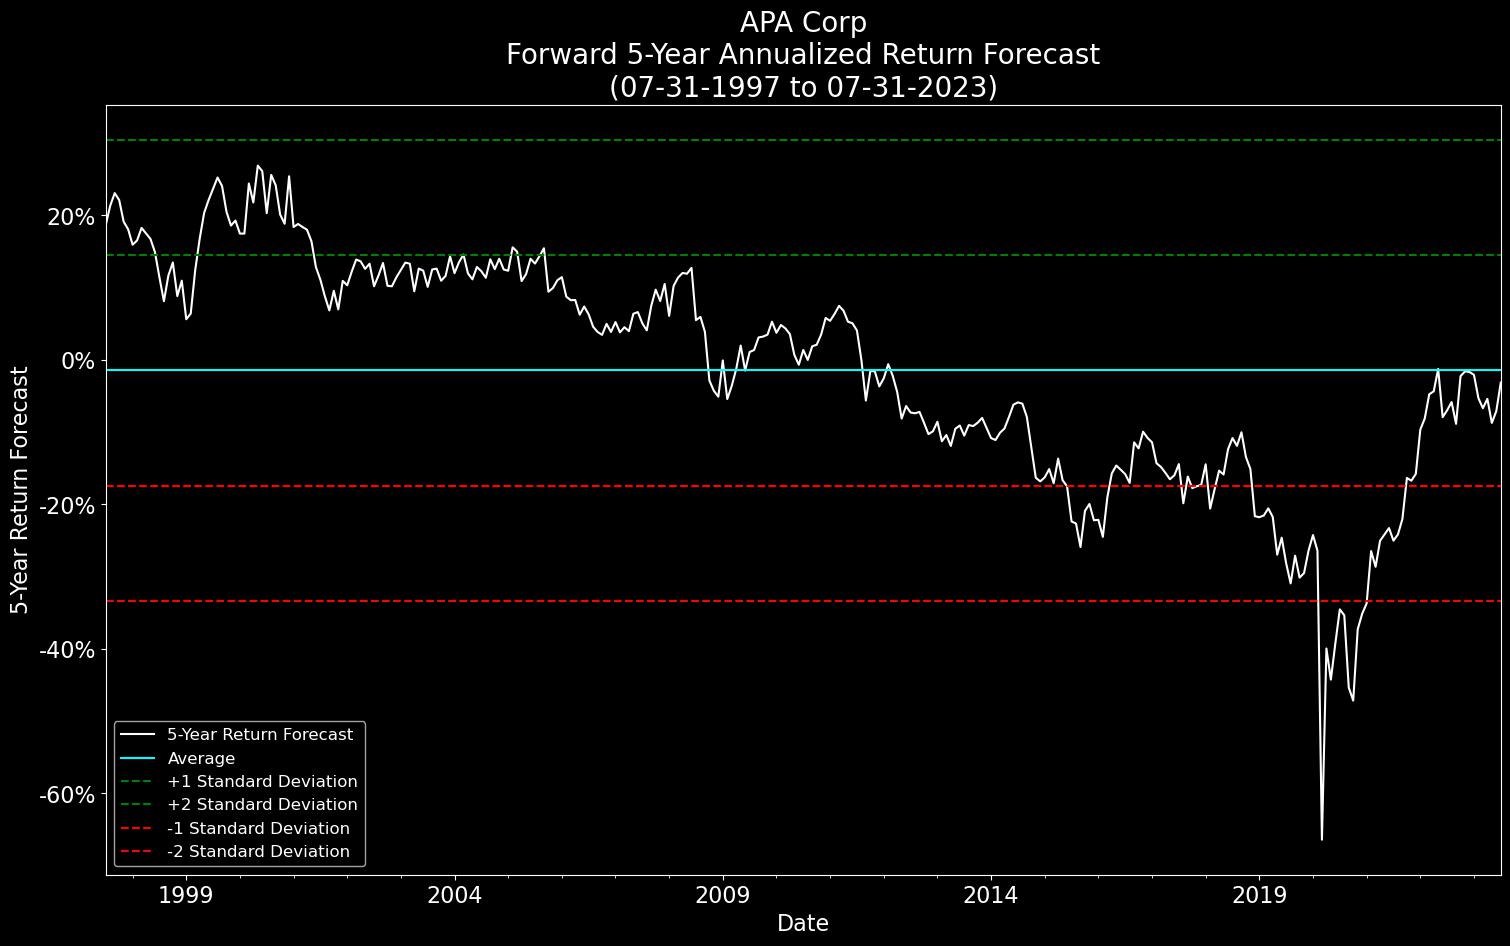 APA Corp
Forward 5-Year Annualized Return Forecast
(07-31-1997 to 07-31-2023)
5-Year Return Forecast
20%
0%
-20%
-40%
-60%
5-Year Return Forecast
Average
+1 Standard Deviation
+2 Standard Deviation
-1 Standard Deviation
-2 Standard Deviation
1999 2004 2009 2014 2019
Date